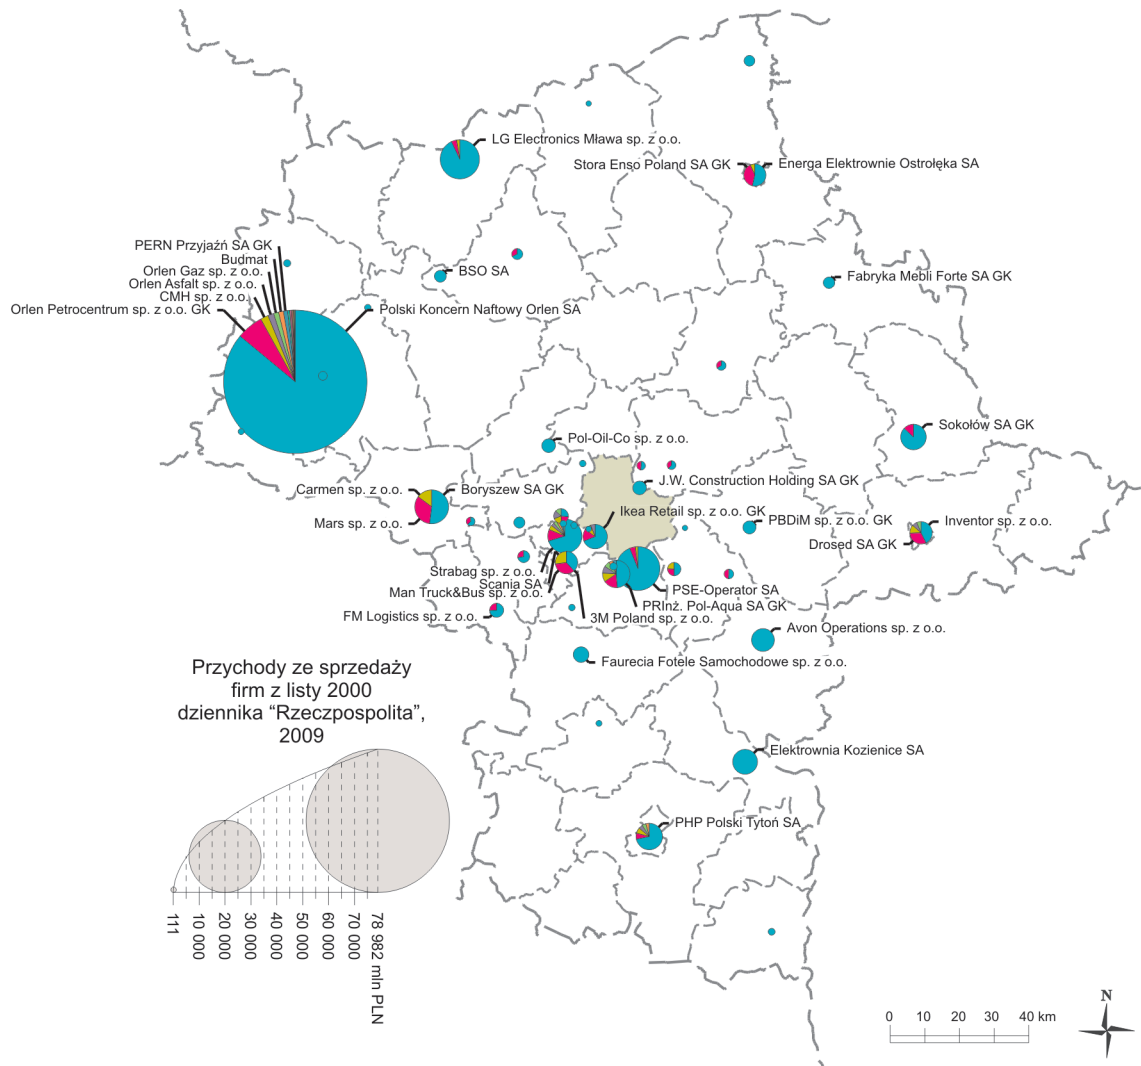 LG Electronics Mława sp. z o.o.
Stora Enso Poland SA GK
Energa Elektrownie Ostrołęka SA
PERN Przyjaźń SA GK
Budmat
Orlen Gaz sp. z o.o.
Orlen Asfalt sp. z o.o.
CMH sp. z o.o.
Orlen Petrocentrum sp. z o.o. GK
BSO SA
Polski Koncern Naftowy Orlen SA
Fabryka Mebli Forte SA GK
Sokołów SA GK
Pol-Oil-Co sp. z o.o.
J.W. Construction Holding SA GK
Carmen sp. z o.o.
Boryszew SA GK
Mars sp. z o.o.
Ikea Retail sp. z o.o. GK
PBDiM sp. z o.o. GK
Inventor sp. z o.o.
Drosed SA GK
Strabag sp. z o.o.
Scania SA
Man Truck&Bus sp. z o.o.
PSE-Operator SA
PRInż. Pol-Aqua SA GK
3M Poland sp. z o.o.
FM Logistics sp. z o.o.
Avon Operations sp. z o.o.
Faurecia Fotele Samochodowe sp. z o.o.
Elektrownia Kozienice SA
PHP Polski Tytoń SA
Przychody ze sprzedaży
firm z listy 2000
dziennika “Rzeczpospolita”,
2009
111
10 000
20 000
30 000
40 000
50 000
60 000
70 000
78 982 mln PLN
0 10 20 30 40 km
N